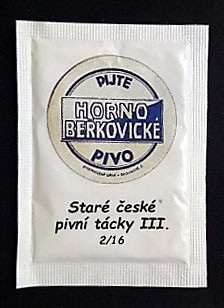 PIJTE
HORNO
BERKOVICKÉ
PIVO
Staré české
pivní tácky III.
2/16